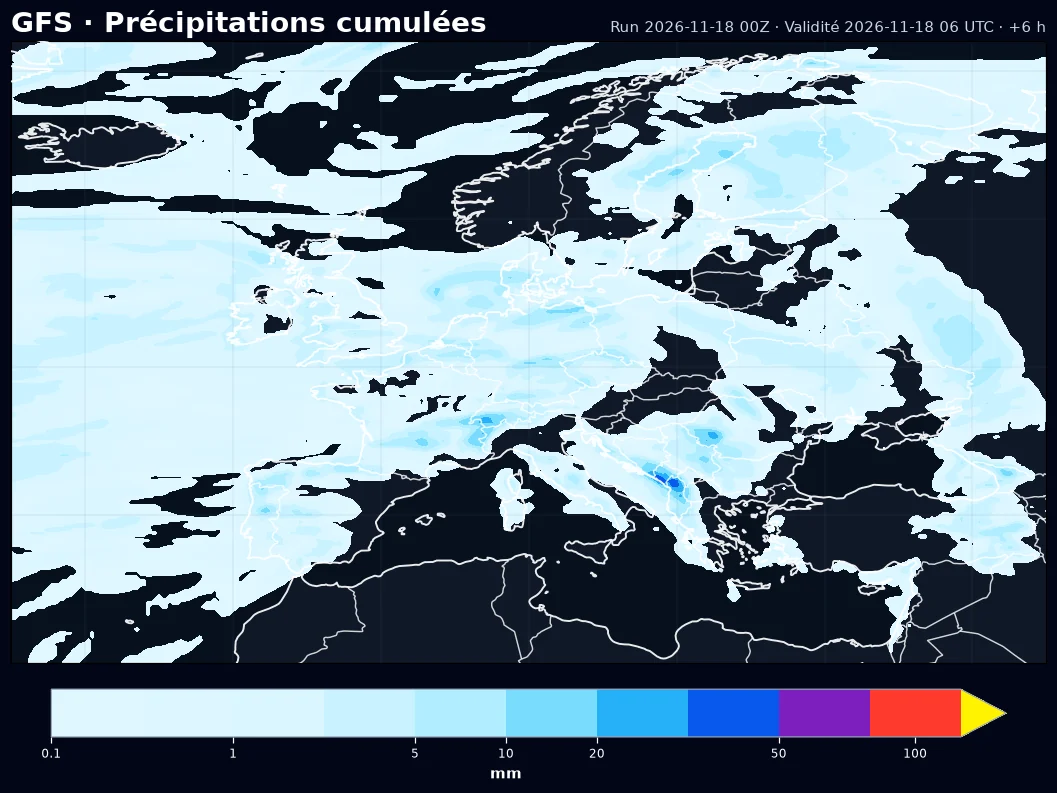 GFS · Précipitations cumulées
Run 2026-11-18 00Z · Validité 2026-11-18 06 UTC · +6 h
0.1 1 5 10 20 50 100
mm